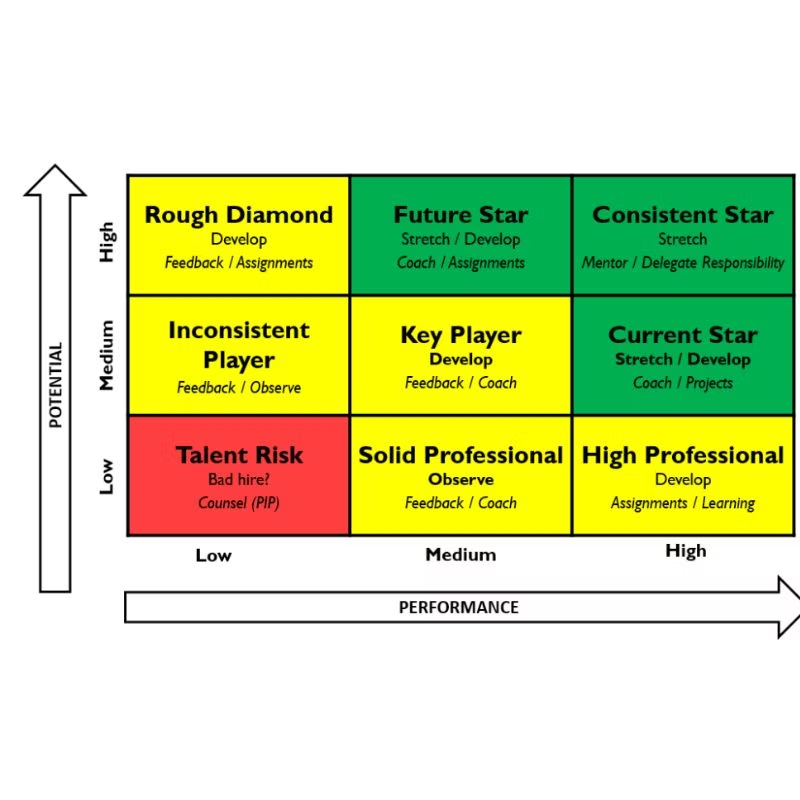 Rough Diamond
Develop
Feedback / Assignments
Future Star
Stretch / Develop
Coach / Assignments
Consistent Star
Stretch
Mentor / Delegate Responsibility
High
Inconsistent
Player
Feedback / Observe
Key Player
Develop
Feedback / Coach
Current Star
Stretch / Develop
Coach / Projects
Medium
POTENTIAL
Talent Risk
Bad hire?
Counsel (PIP)
Solid Professional
Observe
Feedback / Coach
High Professional
Develop
Assignments / Learning
Low
Low
Medium
High
PERFORMANCE